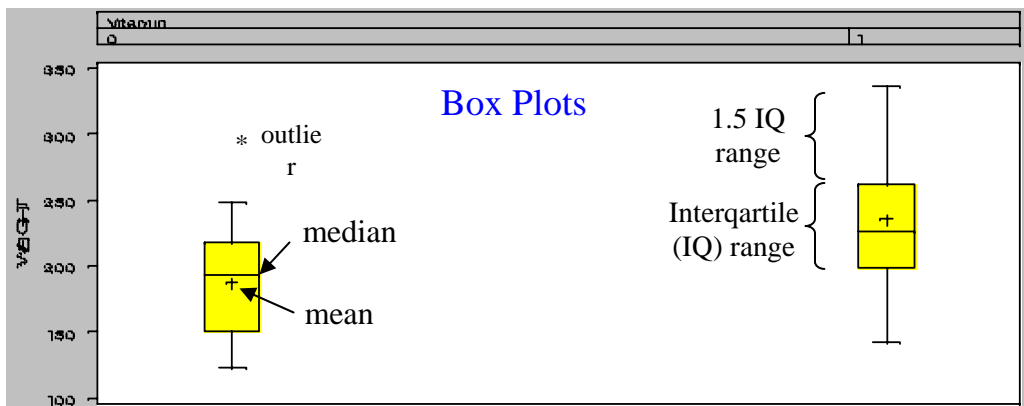 Vitamin
0
1
350
300
250
200
150
100
WEIGHT
Box Plots
* outlie
r
median
mean
1.5 IQ
range
Interqartile
(IQ) range